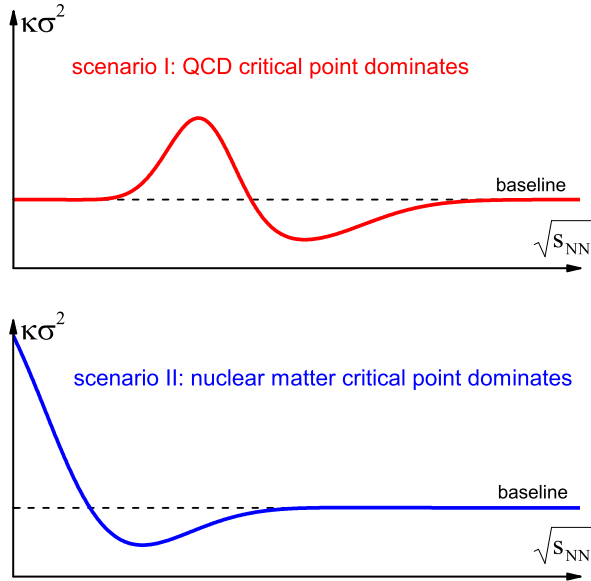 κσ²
scenario I: QCD critical point dominates
baseline
√sNN
κσ²
scenario II: nuclear matter critical point dominates
baseline
√sNN